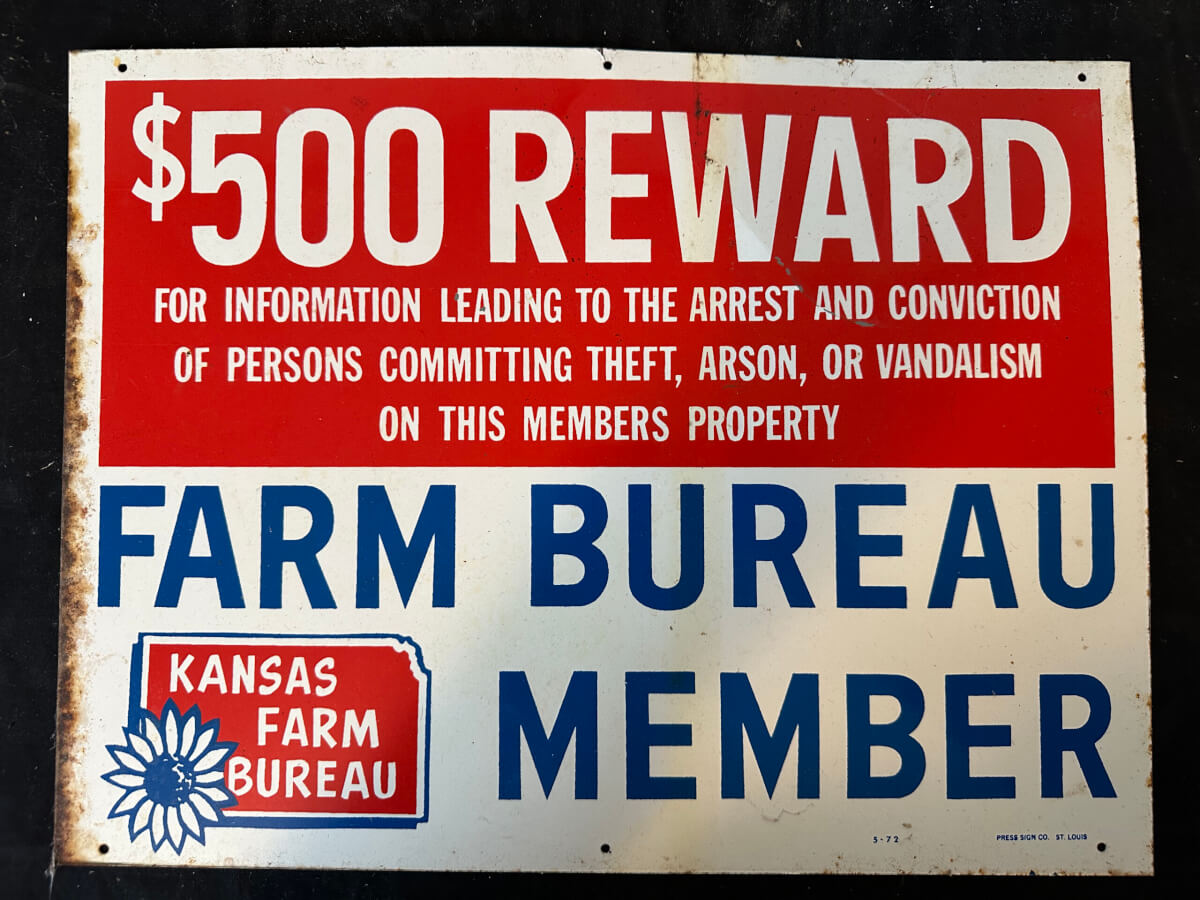 $500 REWARD
FOR INFORMATION LEADING TO THE ARREST AND CONVICTION
OF PERSONS COMMITTING THEFT, ARSON, OR VANDALISM
ON THIS MEMBERS PROPERTY
FARM BUREAU
MEMBER
KANSAS
FARM
BUREAU
5-72
PRESS SIGN CO. ST. LOUIS